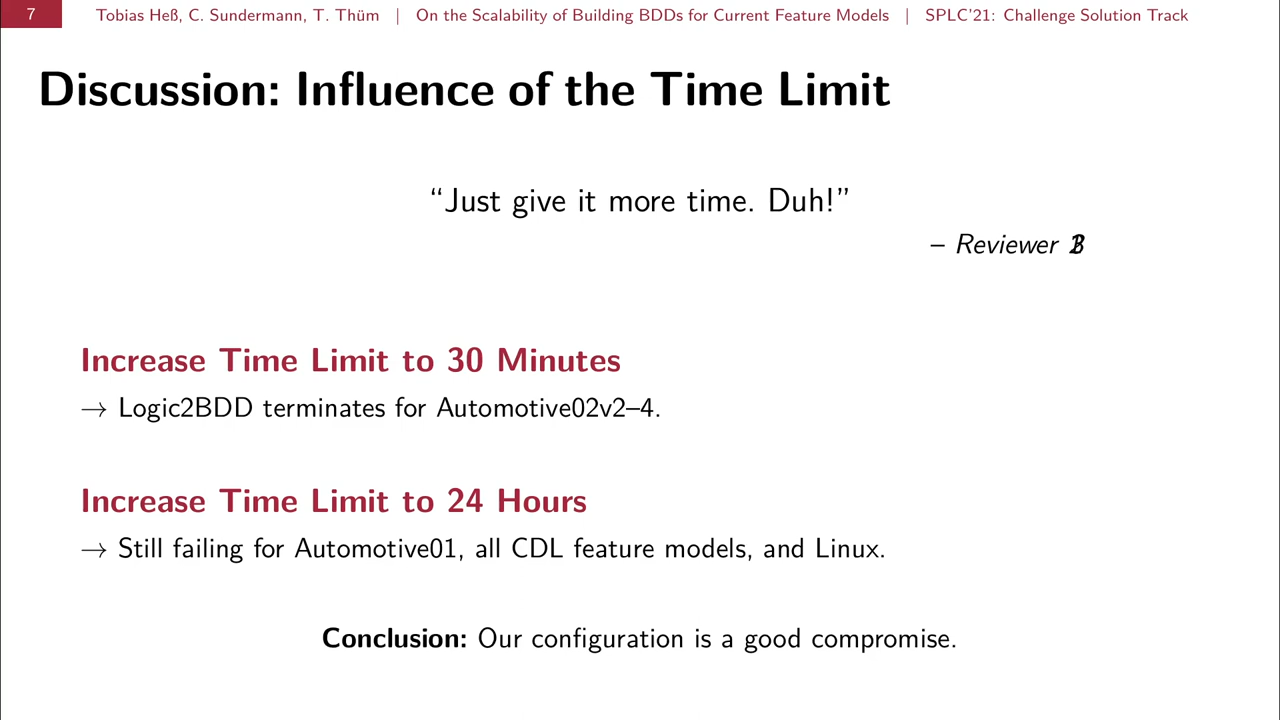 7 Tobias Heß, C. Sundermann, T. Thüm | On the Scalability of Building BDDs for Current Feature Models | SPLC'21: Challenge Solution Track
Discussion: Influence of the Time Limit
“Just give it more time. Duh!”
– Reviewer
Increase Time Limit to 30 Minutes
→ Logic2BDD terminates for Automotive02v2–4.
Increase Time Limit to 24 Hours
→ Still failing for Automotive01, all CDL feature models, and Linux.
Conclusion: Our configuration is a good compromise.